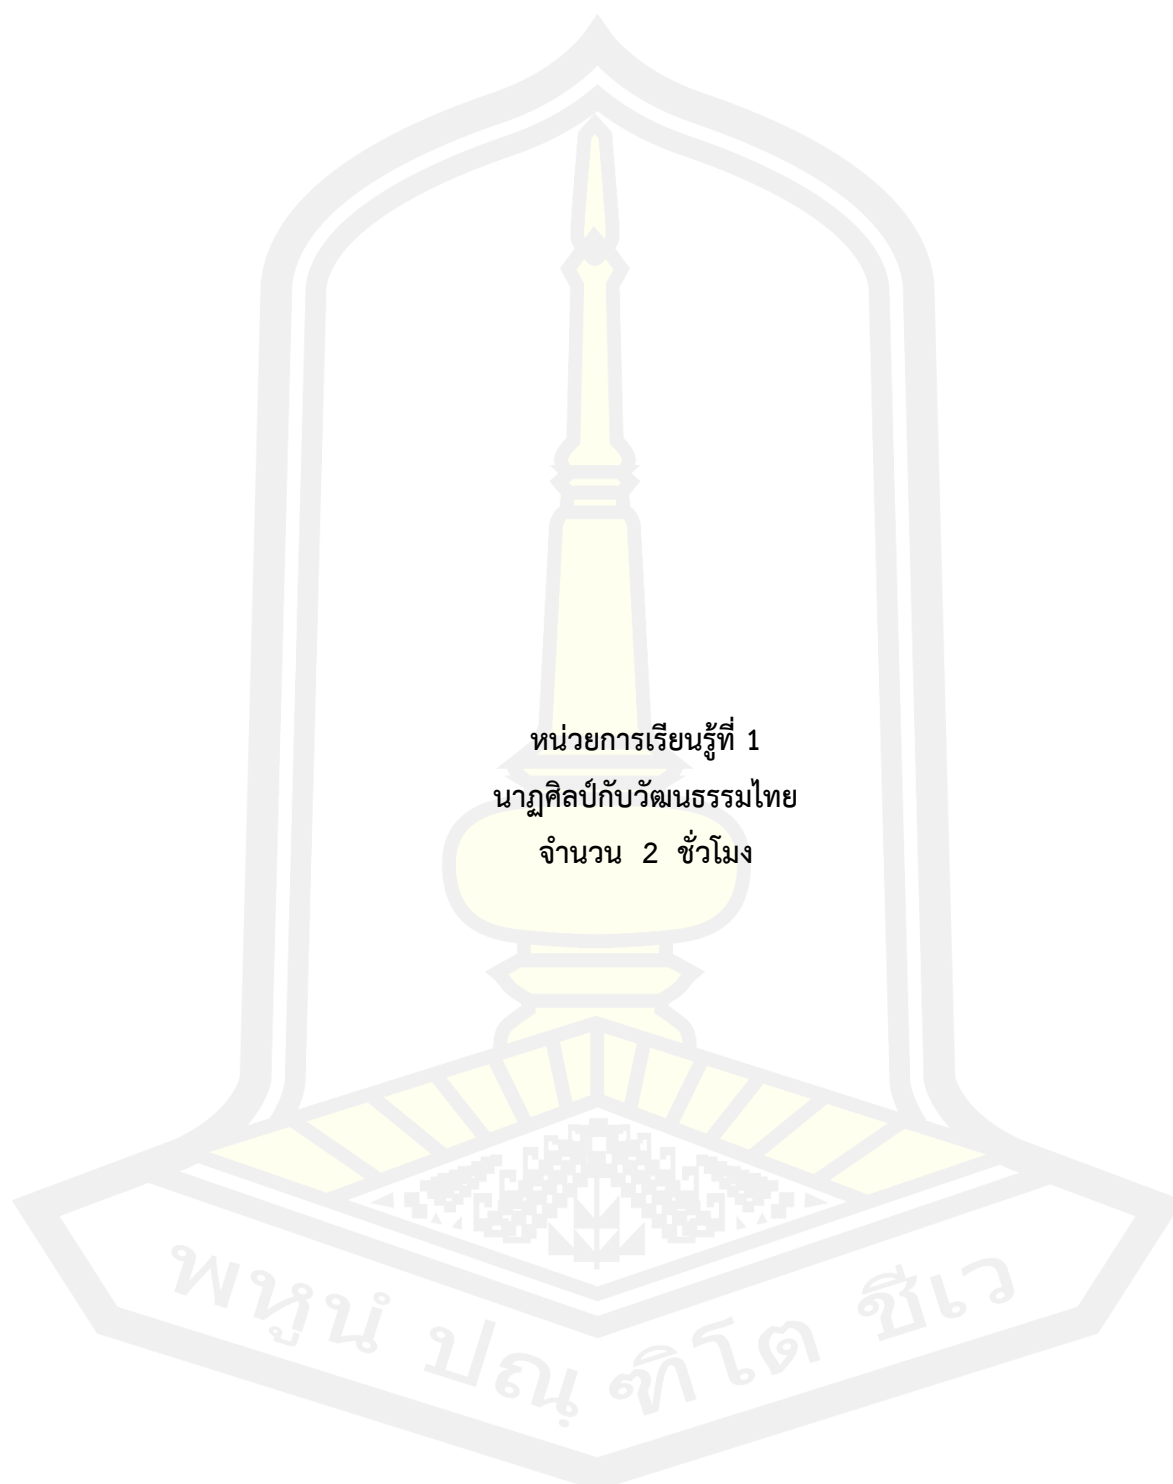 หน่วยการเรียนรู้ที่ 1
นาฏศิลป์กับวัฒนธรรมไทย
จำนวน 2 ชั่วโมง
พหูนํ ปณฺฑิโต ชีเว